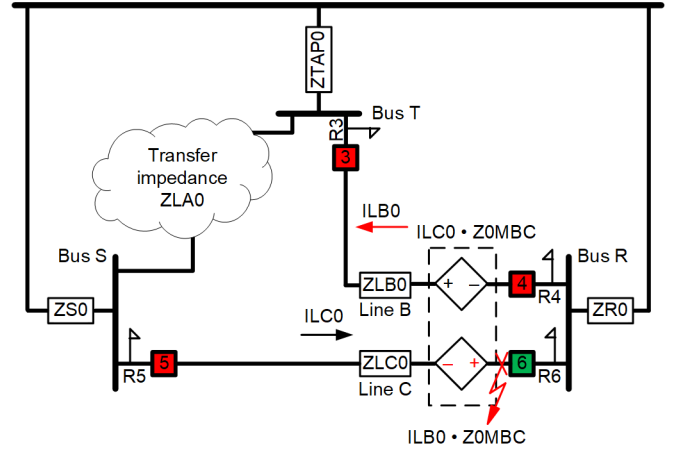 ZTAP0
Bus T
R3
3
Transfer
impedance
ZLA0
ILB0
ILC0 • Z0MBC
Bus S
Bus R
ZS0
ILC0
ZLB0
+
–
4
R4
ZR0
Line B
R5
5
ZLC0
–
+
6
R6
Line C
ILB0 • Z0MBC